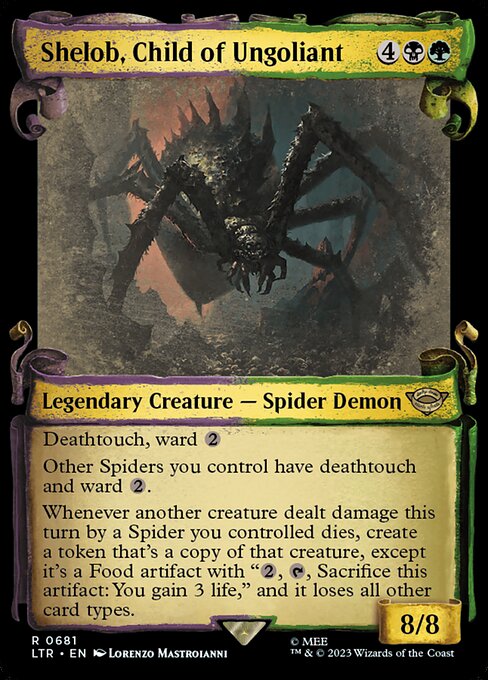 Shelob, Child of Ungoliant 4
Legendary Creature — Spider Demon
Deathtouch, ward 2
Other Spiders you control have deathtouch
and ward 2.
Whenever another creature dealt damage this
turn by a Spider you controlled dies, create
a token that's a copy of that creature, except
it's a Food artifact with “2, , Sacrifice this
artifact: You gain 3 life,” and it loses all other
card types.
8/8
R 0681
LTR • EN Lorenzo Mastroianni
© MEE
™ & © 2023 Wizards of the Coast